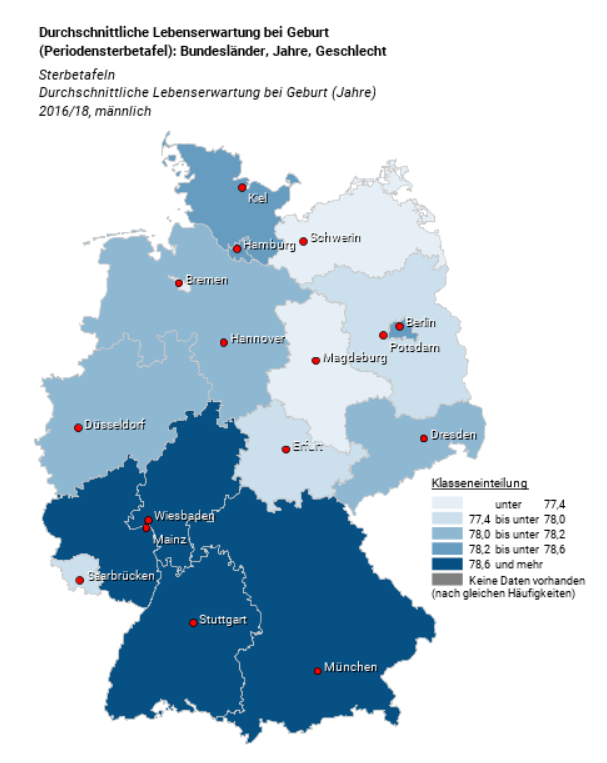 Durchschnittliche Lebenserwartung bei Geburt
(Periodensterbetafel): Bundesländer, Jahre, Geschlecht
Sterbetafeln
Durchschnittliche Lebenserwartung bei Geburt (Jahre)
2016/18, männlich
Kiel
Schwerin
Hamburg
Bremen
Berlin
Hannover
Potsdam
Magdeburg
Düsseldorf
Dresden
Erfurt
Wiesbaden
Mainz
Saarbrücken
Stuttgart
München
Klasseneinteilung
unter 77,4
77,4 bis unter 78,0
78,0 bis unter 78,2
78,2 bis unter 78,6
78,6 und mehr
Keine Daten vorhanden
(nach gleichen Häufigkeiten)